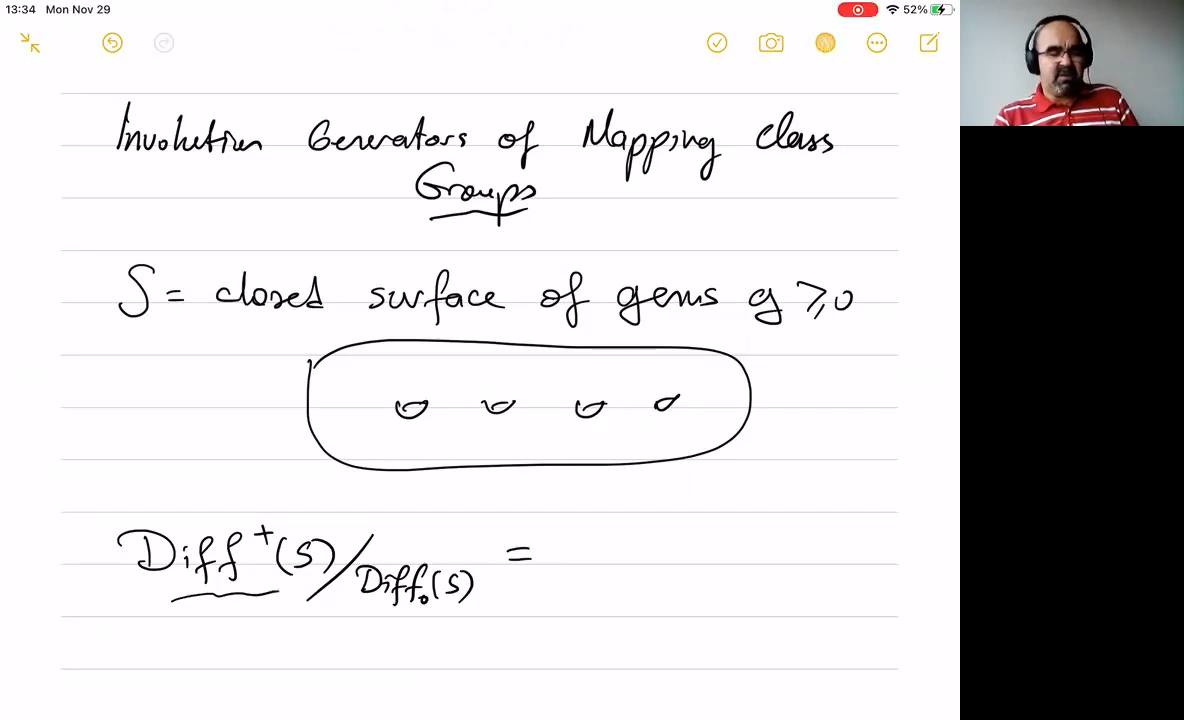 13:34 Mon Nov 29 52%
Involution Generators of Mapping Class
Groups
S = closed surface of genus g ⩾ 0
Diff⁺(S)/Diff₀(S) =